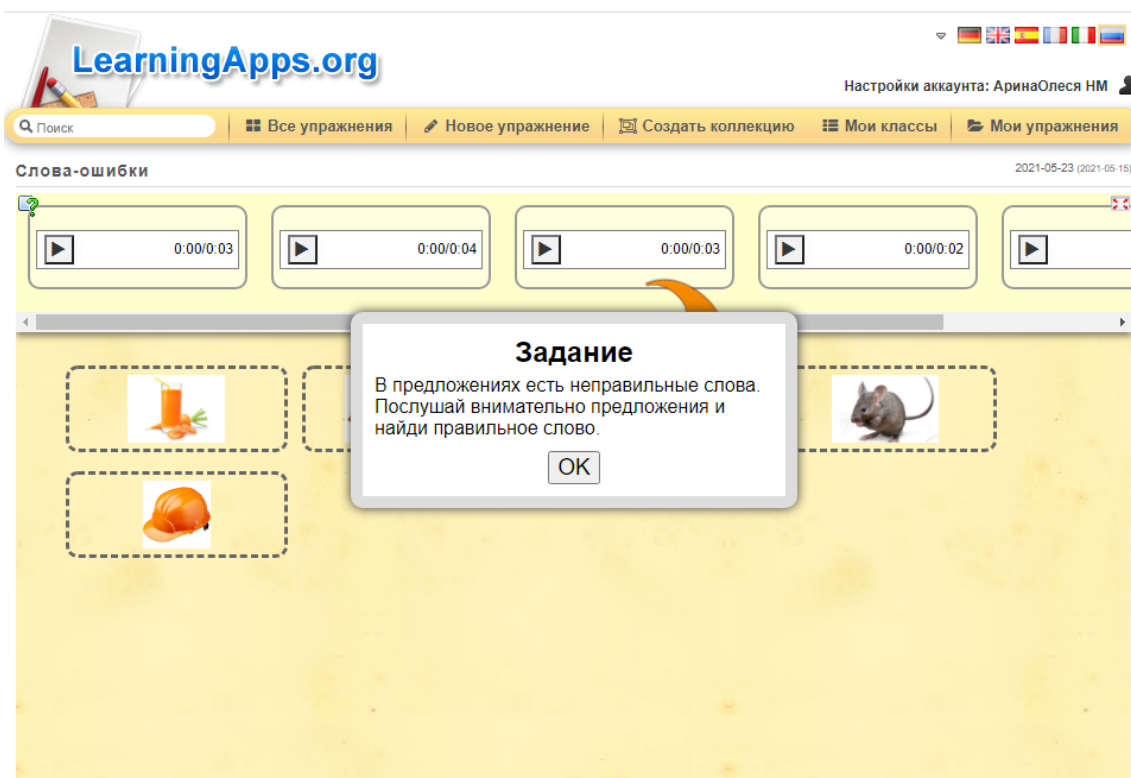 LearningApps.org
Настройки аккаунта: АринаОлеся НМ
Поиск
Все упражнения
Новое упражнение
Создать коллекцию
Мои классы
Мои упражнения
Слова-ошибки
2021-05-23 (2021-05-15)
0:00/0:03
0:00/0:04
0:00/0:03
0:00/0:02
Задание
В предложениях есть неправильные слова.
Послушай внимательно предложения и
найди правильное слово.
OK